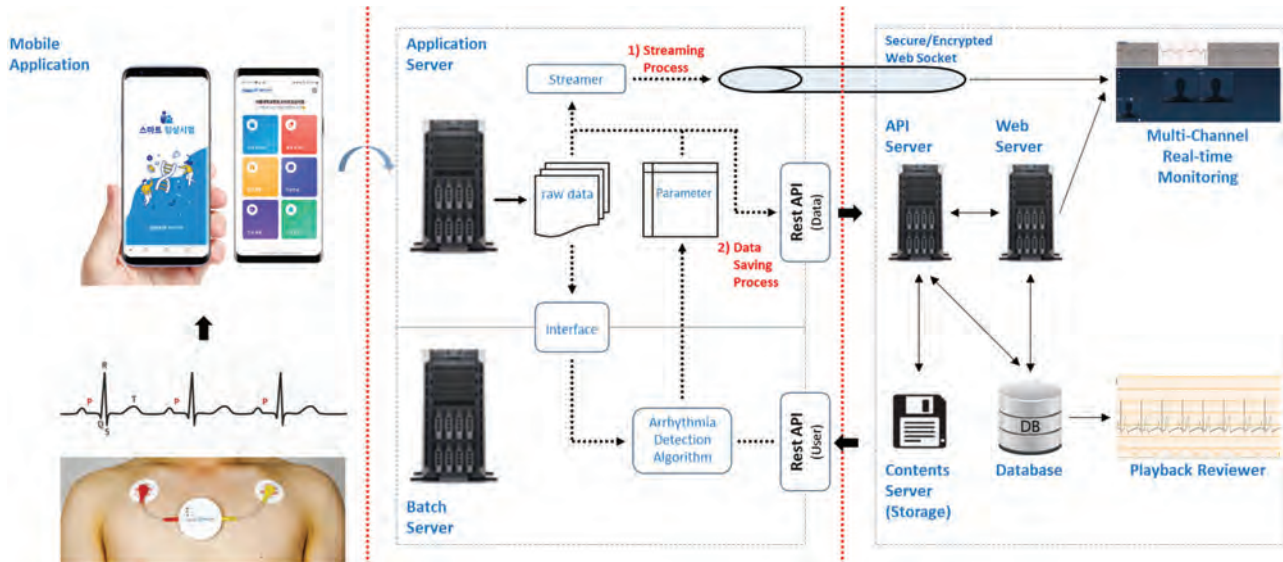 Mobile
Application
스마트 임상시험
R
P
Q
S
T
P
P
Application
Server
1) Streaming
Process
Streamer
raw data
Parameter
Rest API
(Data)
2) Data
Saving
Process
Interface
Arrhythmia
Detection
Algorithm
Rest API
(User)
Batch
Server
Secure/Encrypted
Web Socket
API
Server
Web
Server
Multi-Channel
Real-time
Monitoring
Contents
Server
(Storage)
DB
Database
Playback Reviewer